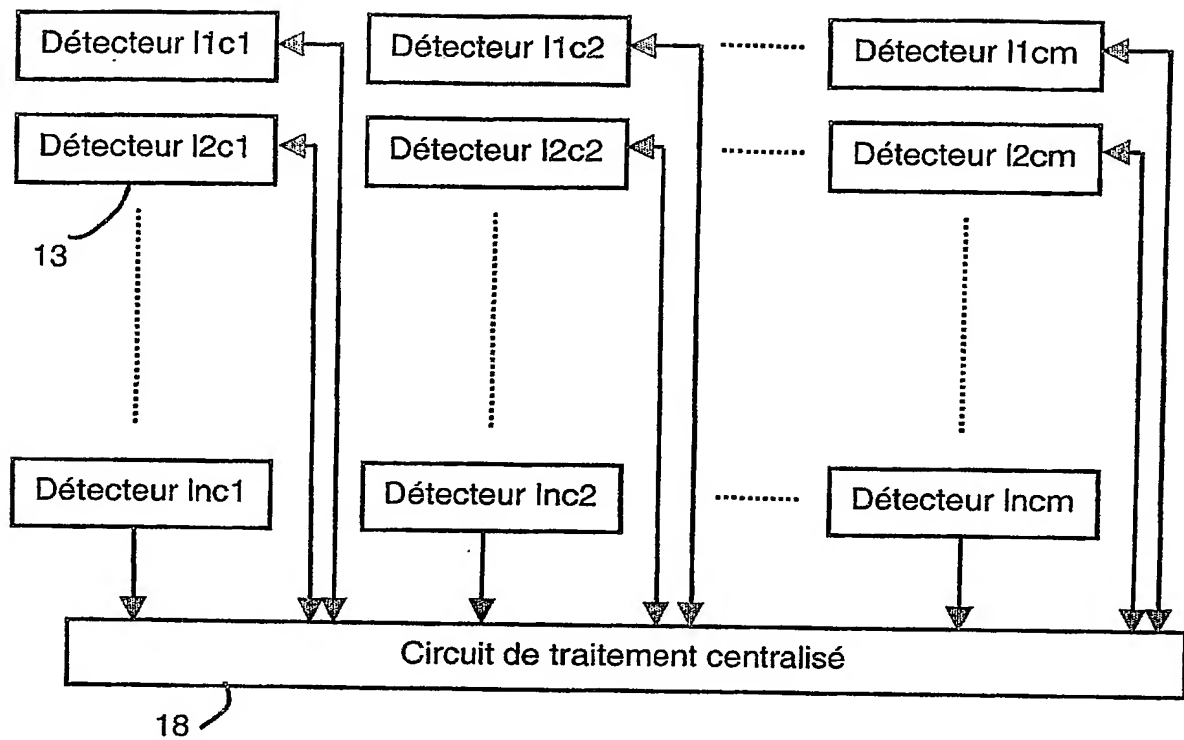 Détecteur l1c1
Détecteur l1c2
Détecteur l1cm
Détecteur l2c1
Détecteur l2c2
Détecteur l2cm
13
Détecteur lnc1
Détecteur lnc2
Détecteur lncm
Circuit de traitement centralisé
18